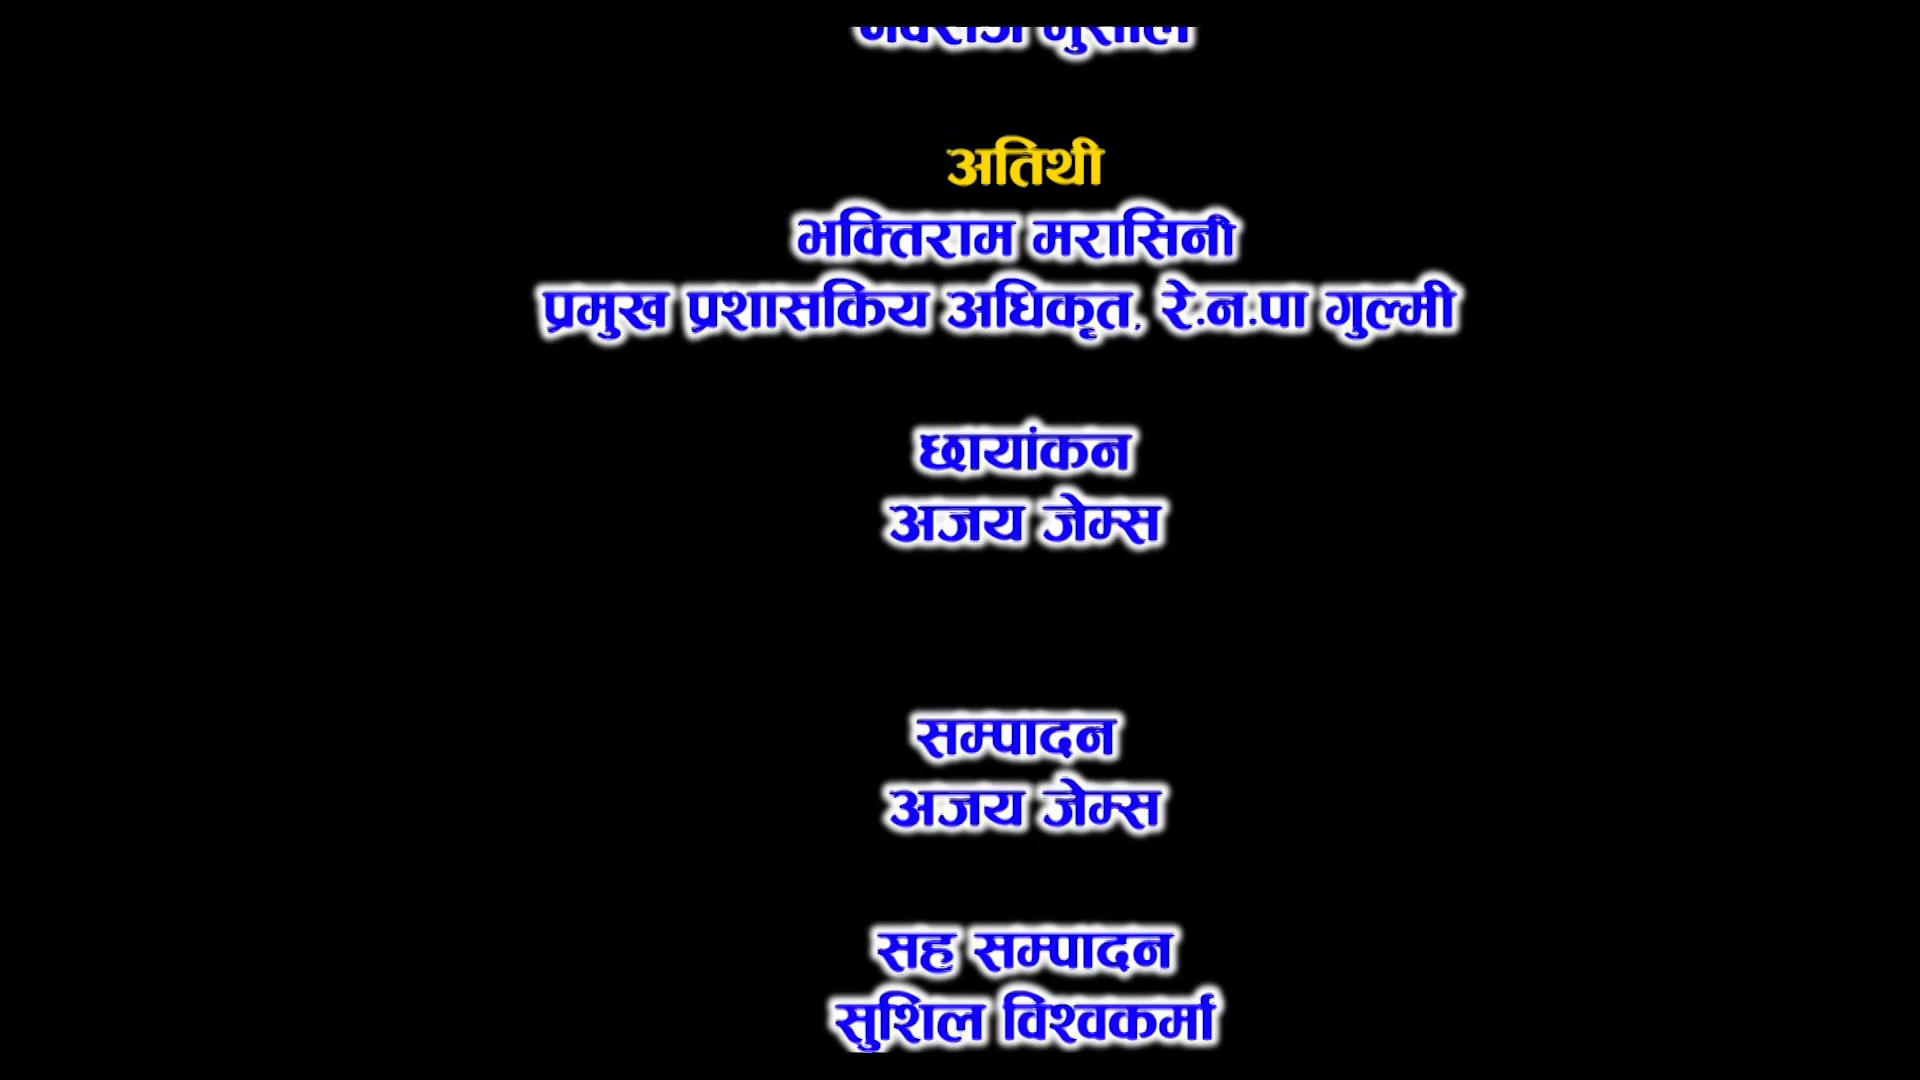 अतिथी
भक्तिराम मरासिनी
प्रमुख प्रशासकिय अधिकृत, रे.न.पा गुल्मी
छायांकन
अजय जेम्स
सम्पादन
अजय जेम्स
सह सम्पादन
सुशिल विश्वकर्मा